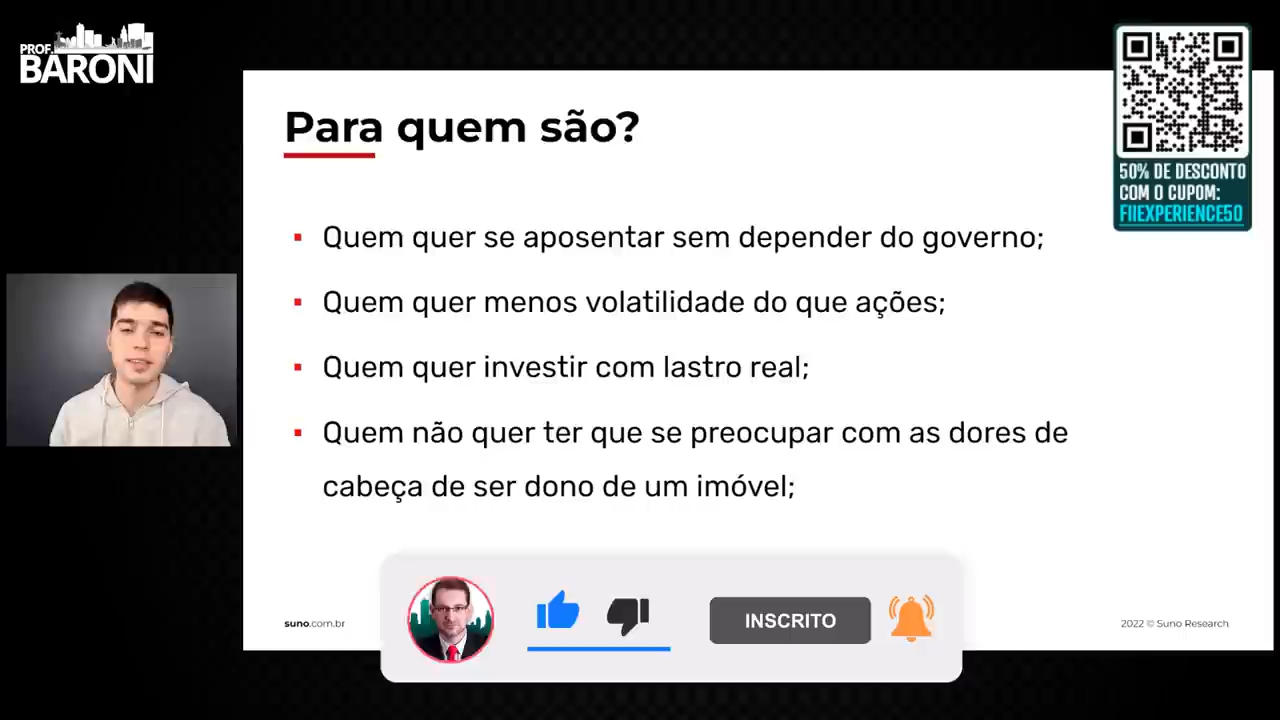 PROF.
BARONI
Para quem são?
50% DE DESCONTO
COM O CUPOM:
FIIEXPERIENCE50
Quem quer se aposentar sem depender do governo;
Quem quer menos volatilidade do que ações;
Quem quer investir com lastro real;
Quem não quer ter que se preocupar com as dores de
cabeça de ser dono de um imóvel;
INSCRITO
suno.com.br
2022 © Suno Research